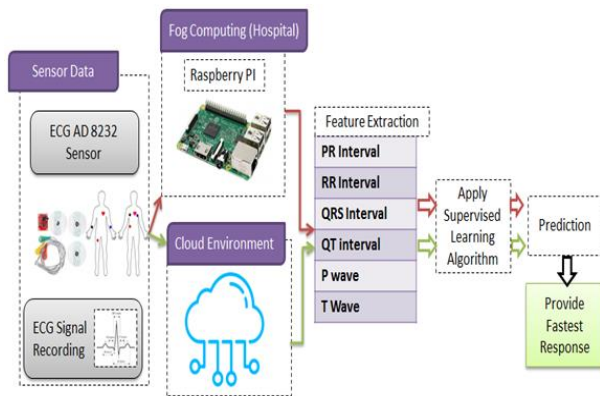 Fog Computing (Hospital)
Raspberry PI
Sensor Data
ECG AD 8232
Sensor
ECG Signal
Recording
Cloud Environment
Feature Extraction
PR Interval
RR Interval
QRS Interval
QT interval
P wave
T Wave
Apply
Supervised
Learning
Algorithm
Prediction
Provide
Fastest
Response